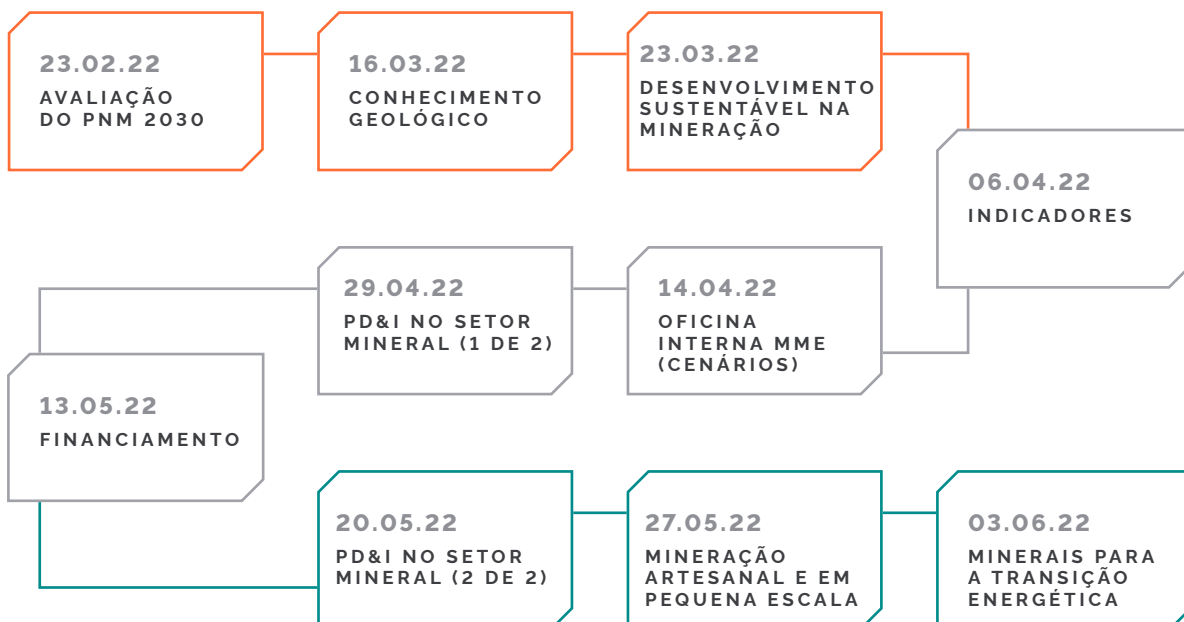 23.02.22
AVALIAÇÃO
DO PNM 2030
16.03.22
CONHECIMENTO
GEOLÓGICO
23.03.22
DESENVOLVIMENTO
SUSTENTÁVEL NA
MINERAÇÃO
06.04.22
INDICADORES
14.04.22
OFICINA
INTERNA MME
(CENÁRIOS)
29.04.22
PD&I NO SETOR
MINERAL (1 DE 2)
13.05.22
FINANCIAMENTO
20.05.22
PD&I NO SETOR
MINERAL (2 DE 2)
27.05.22
MINERAÇÃO
ARTESANAL E EM
PEQUENA ESCALA
03.06.22
MINERAIS PARA
A TRANSIÇÃO
ENERGÉTICA